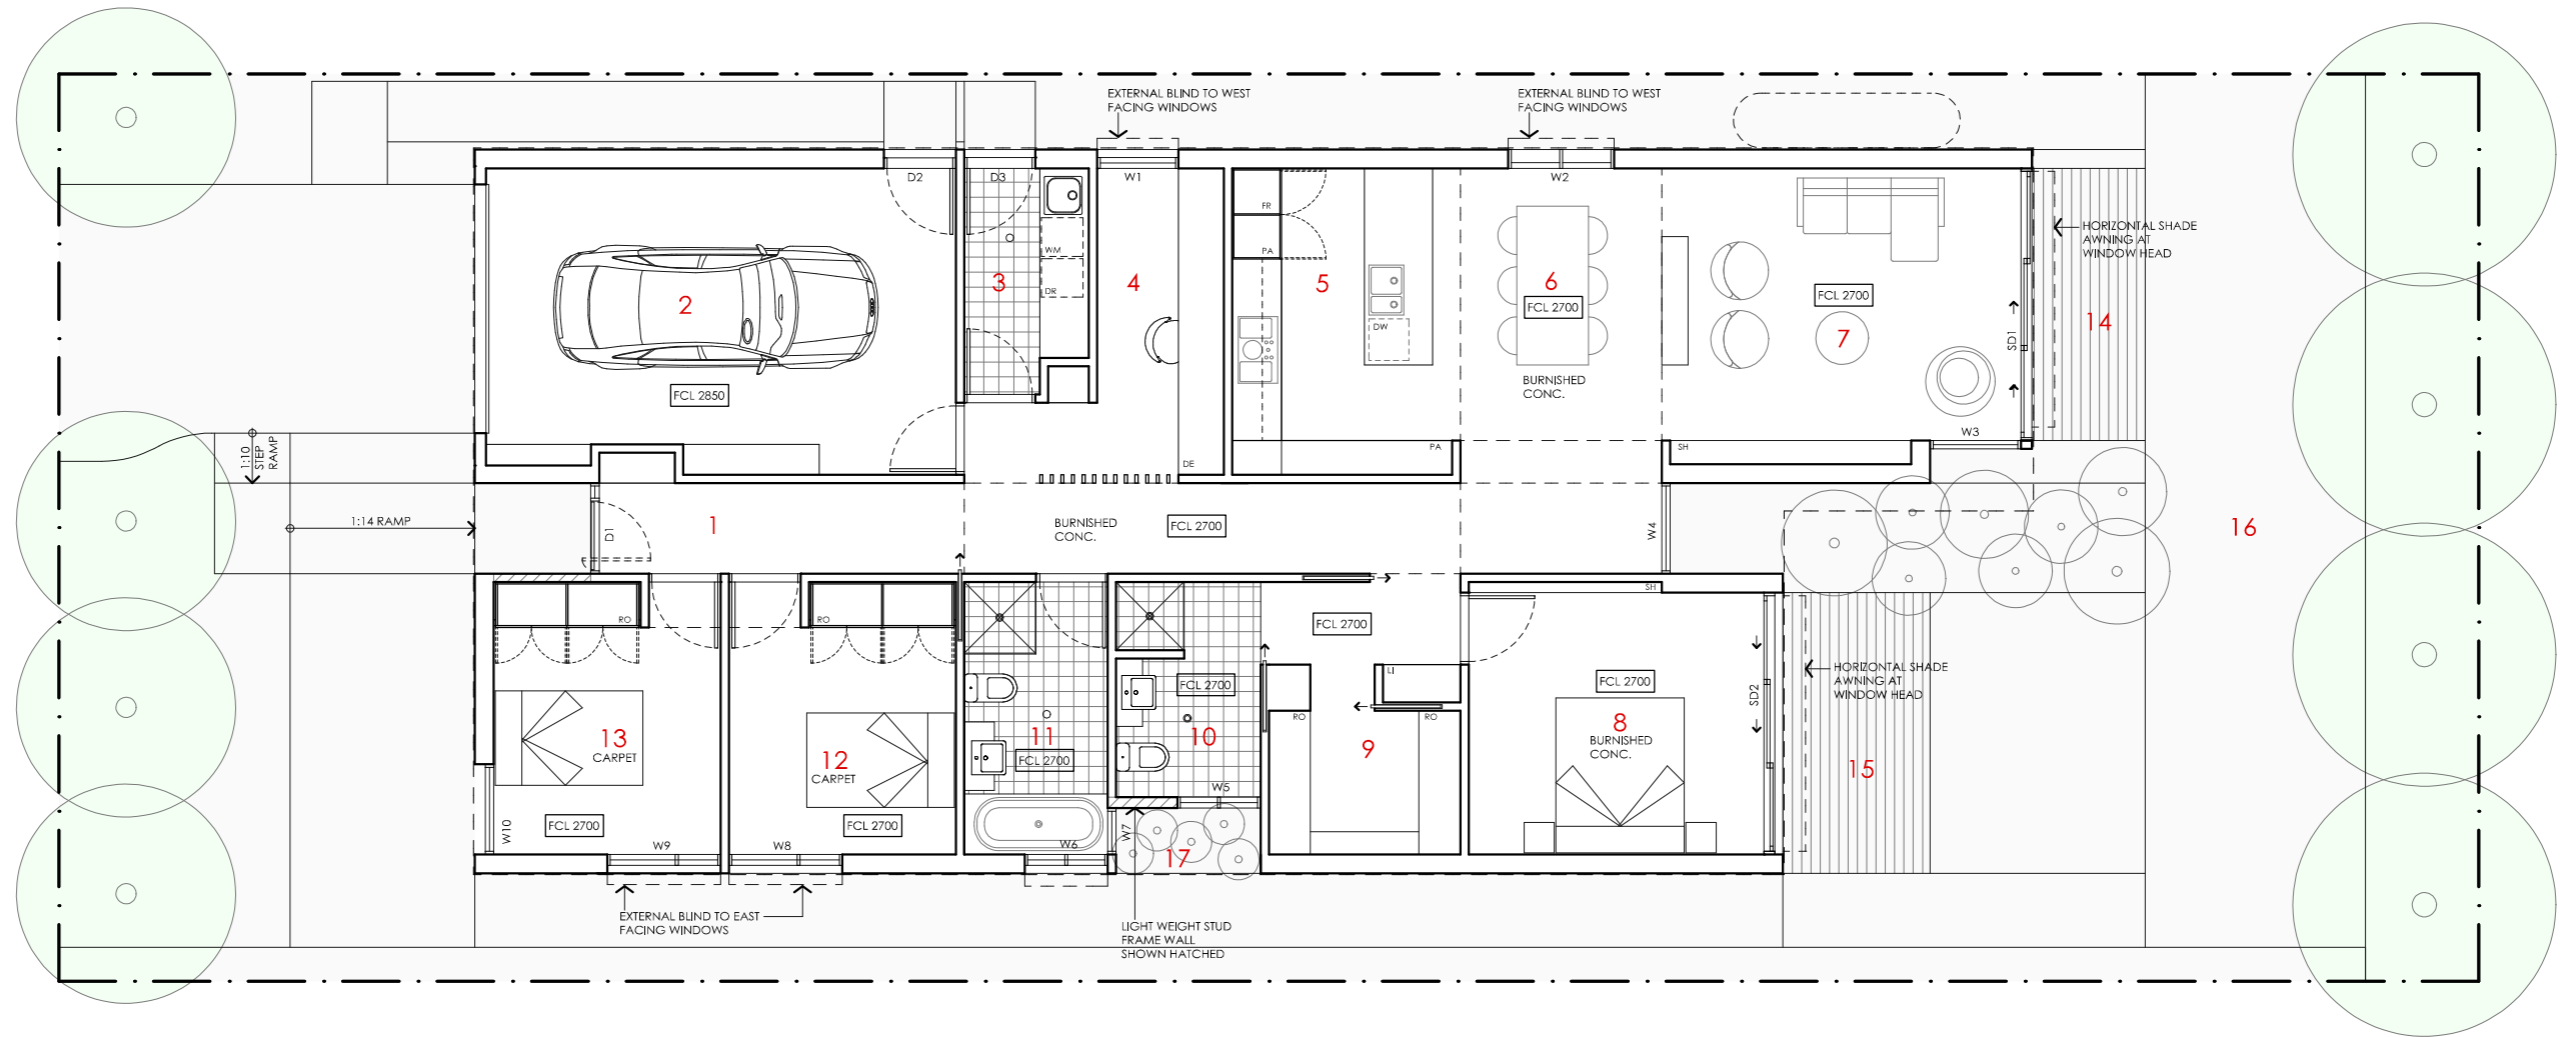 EXTERNAL BLIND TO WEST
FACING WINDOWS
EXTERNAL BLIND TO WEST
FACING WINDOWS
D2
D3
W1
W2
FR
PA
WM
DR
HORIZONTAL SHADE
AWNING AT
WINDOW HEAD
2
3
4
5
6
FCL 2700
FCL 2700
7
14
SD1
DW
BURNISHED
CONC.
FCL 2850
1:10
STEP
RAMP
DE
PA
SH
W3
1:14 RAMP
D1
1
BURNISHED
CONC.
FCL 2700
W4
16
RO
RO
FCL 2700
SH
LI
HORIZONTAL SHADE
AWNING AT
WINDOW HEAD
FCL 2700
FCL 2700
SD2
RO
RO
13
CARPET
12
CARPET
11
FCL 2700
10
9
8
BURNISHED
CONC.
15
W5
W10
FCL 2700
FCL 2700
W9
W8
W6
W7
17
EXTERNAL BLIND TO EAST
FACING WINDOWS
LIGHT WEIGHT STUD
FRAME WALL
SHOWN HATCHED